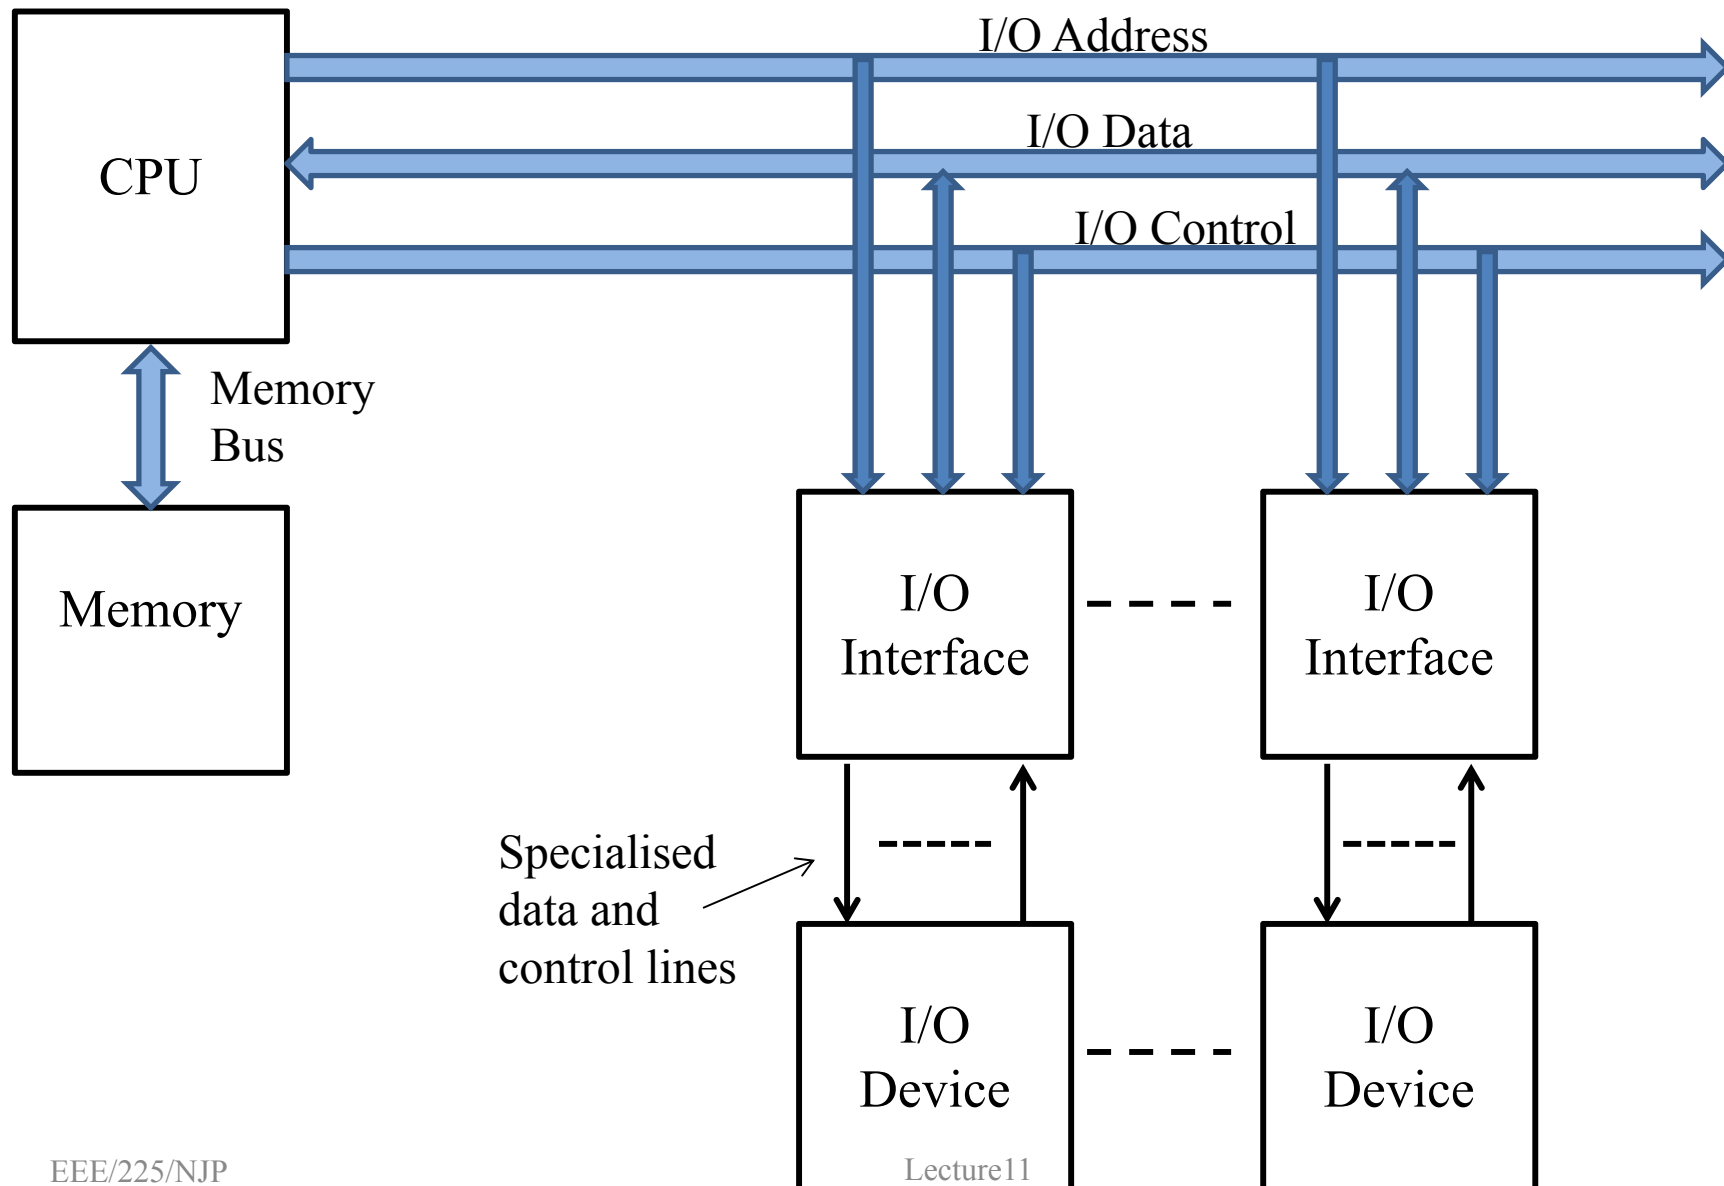 I/O Address
I/O Data
I/O Control
CPU
Memory
Bus
Memory
I/O
Interface
I/O
Interface
Specialised
data and
control lines
I/O
Device
I/O
Device
EEE/225/NJP
Lecture11